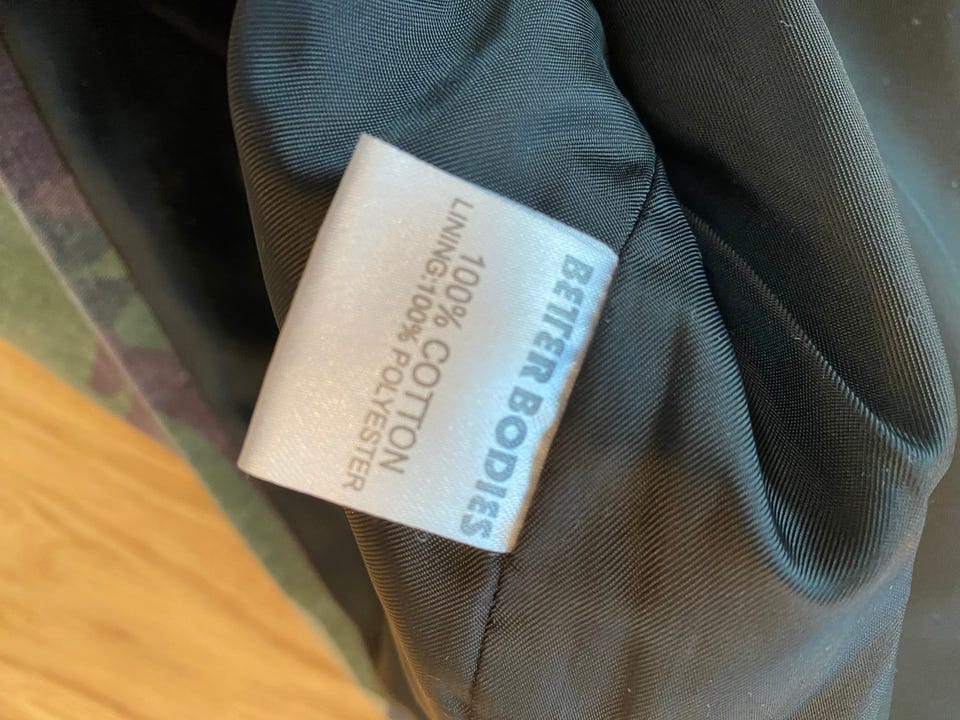 BETTER BODIES
100% COTTON
LINING:100% POLYESTER